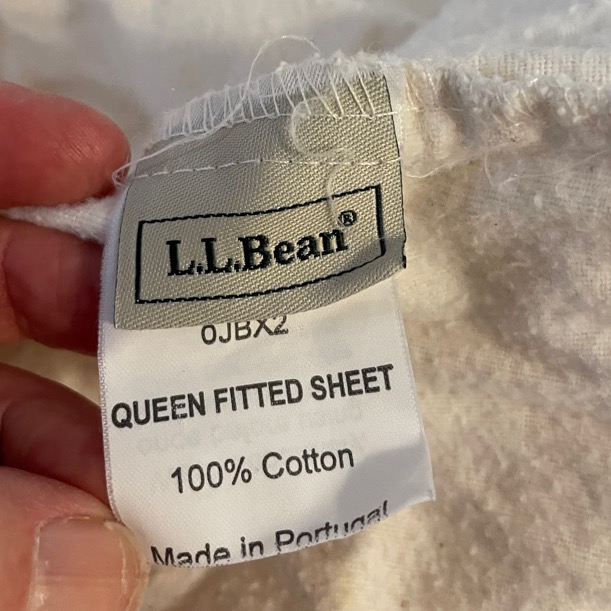 L.L.Bean®
0JBX2
QUEEN FITTED SHEET
100% Cotton
Made in Portugal